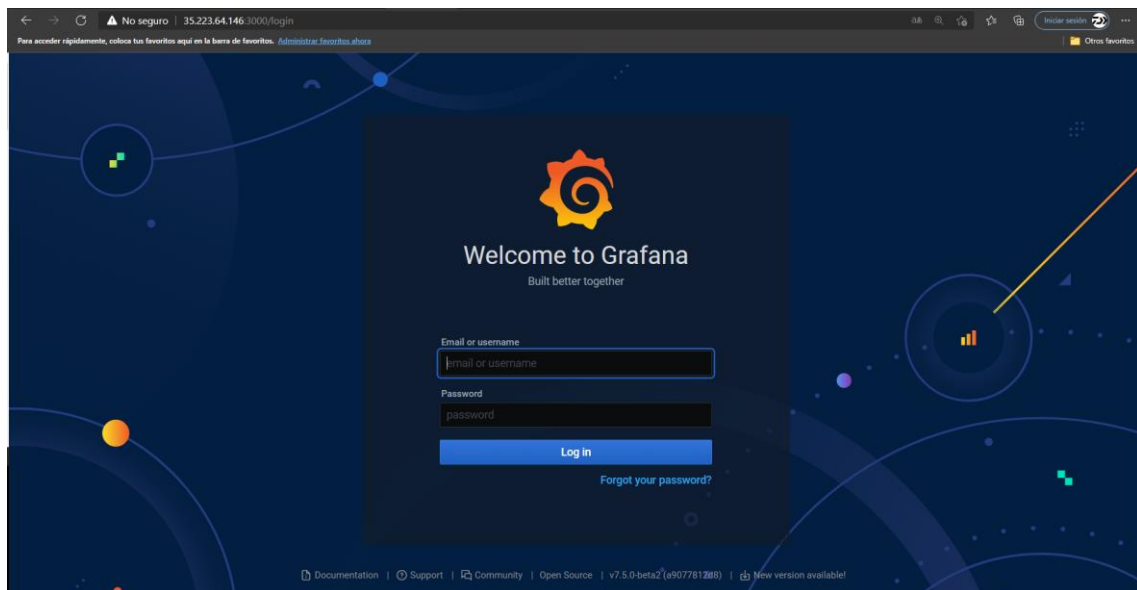 No seguro | 35.223.64.146:3000/login
Iniciar sesión
Para acceder rápidamente, coloca tus favoritos aquí en la barra de favoritos. Administrar favoritos ahora
Otros favoritos
Welcome to Grafana
Built better together
Email or username
email or username
Password
password
Log in
Forgot your password?
Documentation | Support | Community | Open Source | v7.5.0-beta2 | New version available!